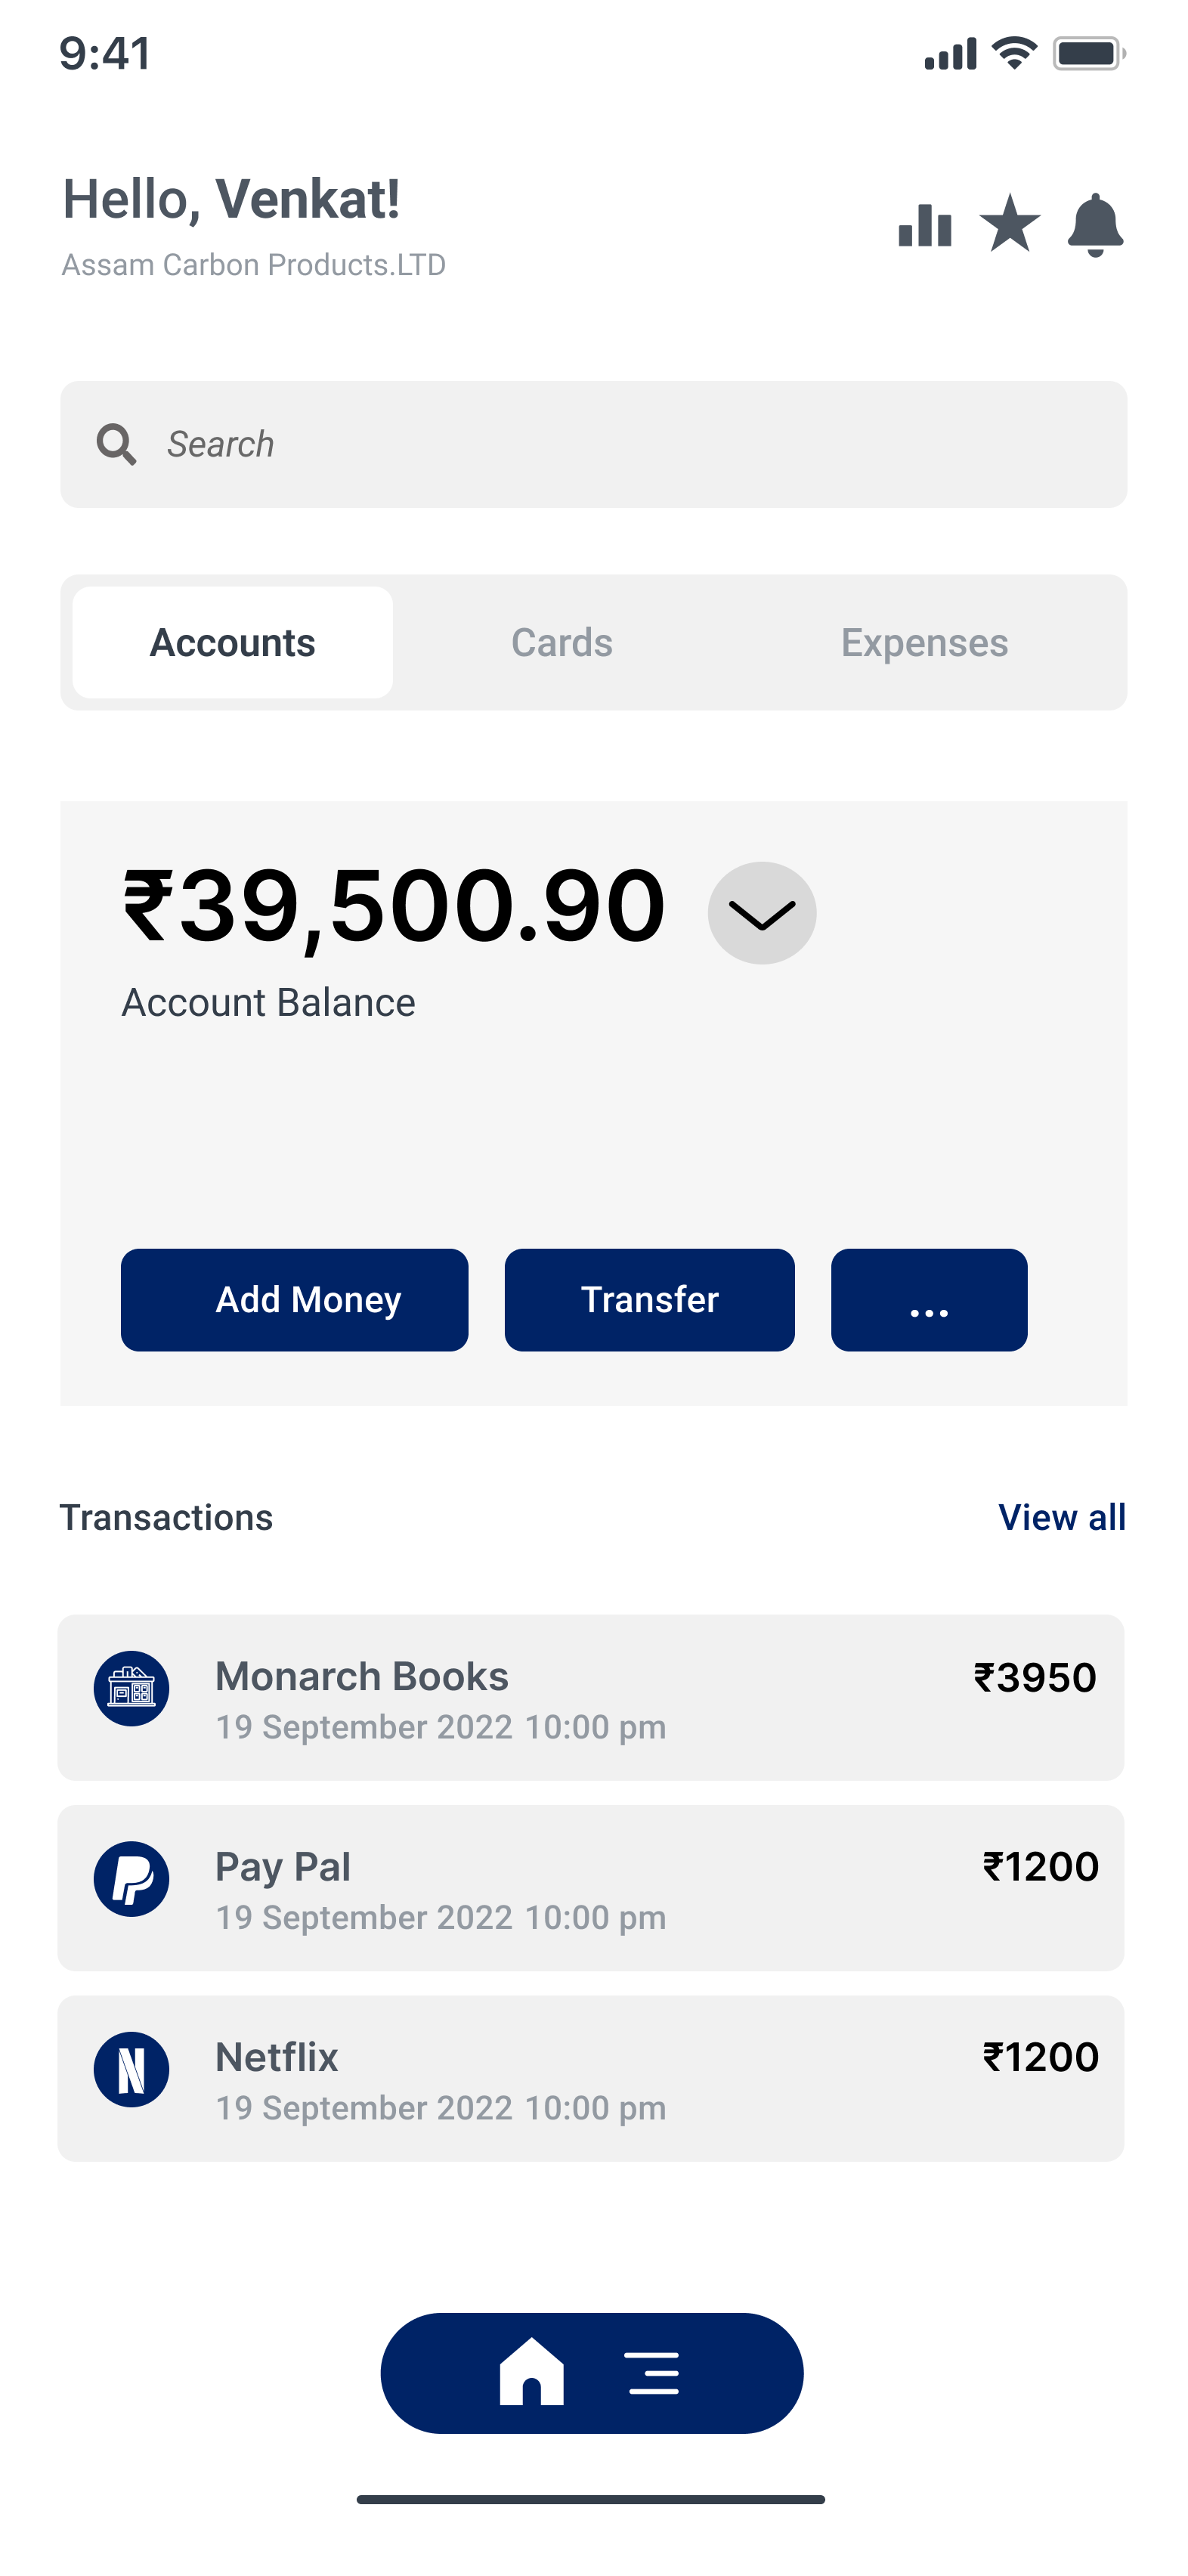 9:41
Hello, Venkat!
Assam Carbon Products.LTD
Search
Accounts Cards Expenses
₹39,500.90
Account Balance
Add Money Transfer ...
Transactions View all
Monarch Books ₹3950
19 September 2022 10:00 pm
Pay Pal ₹1200
19 September 2022 10:00 pm
Netflix ₹1200
19 September 2022 10:00 pm